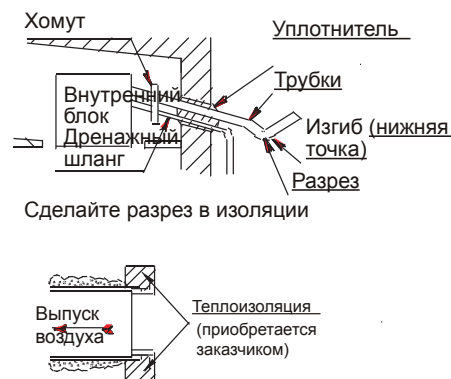 Хомут
Уплотнитель
Трубки
Внутренний
блок
Дренажный
шланг
Изгиб (нижняя
точка)
Разрез
Сделайте разрез в изоляции
Выпуск
воздуха
Теплоизоляция
(приобретается
заказчиком)